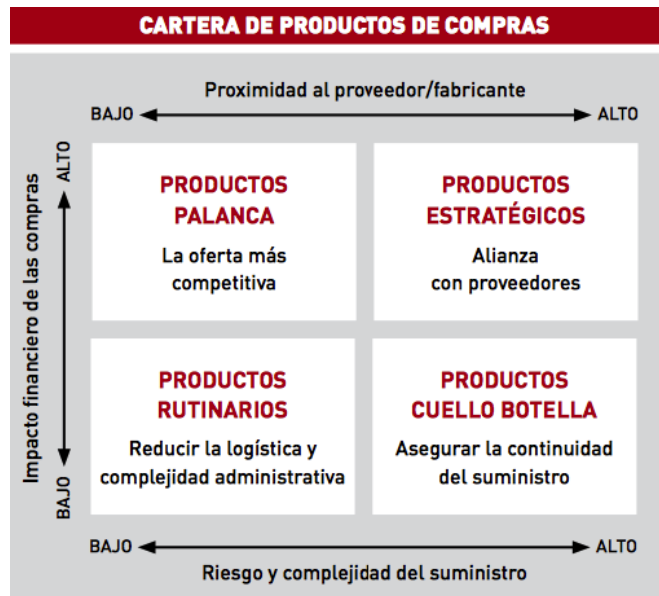 CARTERA DE PRODUCTOS DE COMPRAS
Proximidad al proveedor/fabricante
BAJO
ALTO
Impacto financiero de las compras
ALTO
BAJO
PRODUCTOS
PALANCA
La oferta más
competitiva
PRODUCTOS
ESTRATÉGICOS
Alianza
con proveedores
PRODUCTOS
RUTINARIOS
Reducir la logística y
complejidad administrativa
PRODUCTOS
CUELLO BOTELLA
Asegurar la continuidad
del suministro
BAJO
ALTO
Riesgo y complejidad del suministro